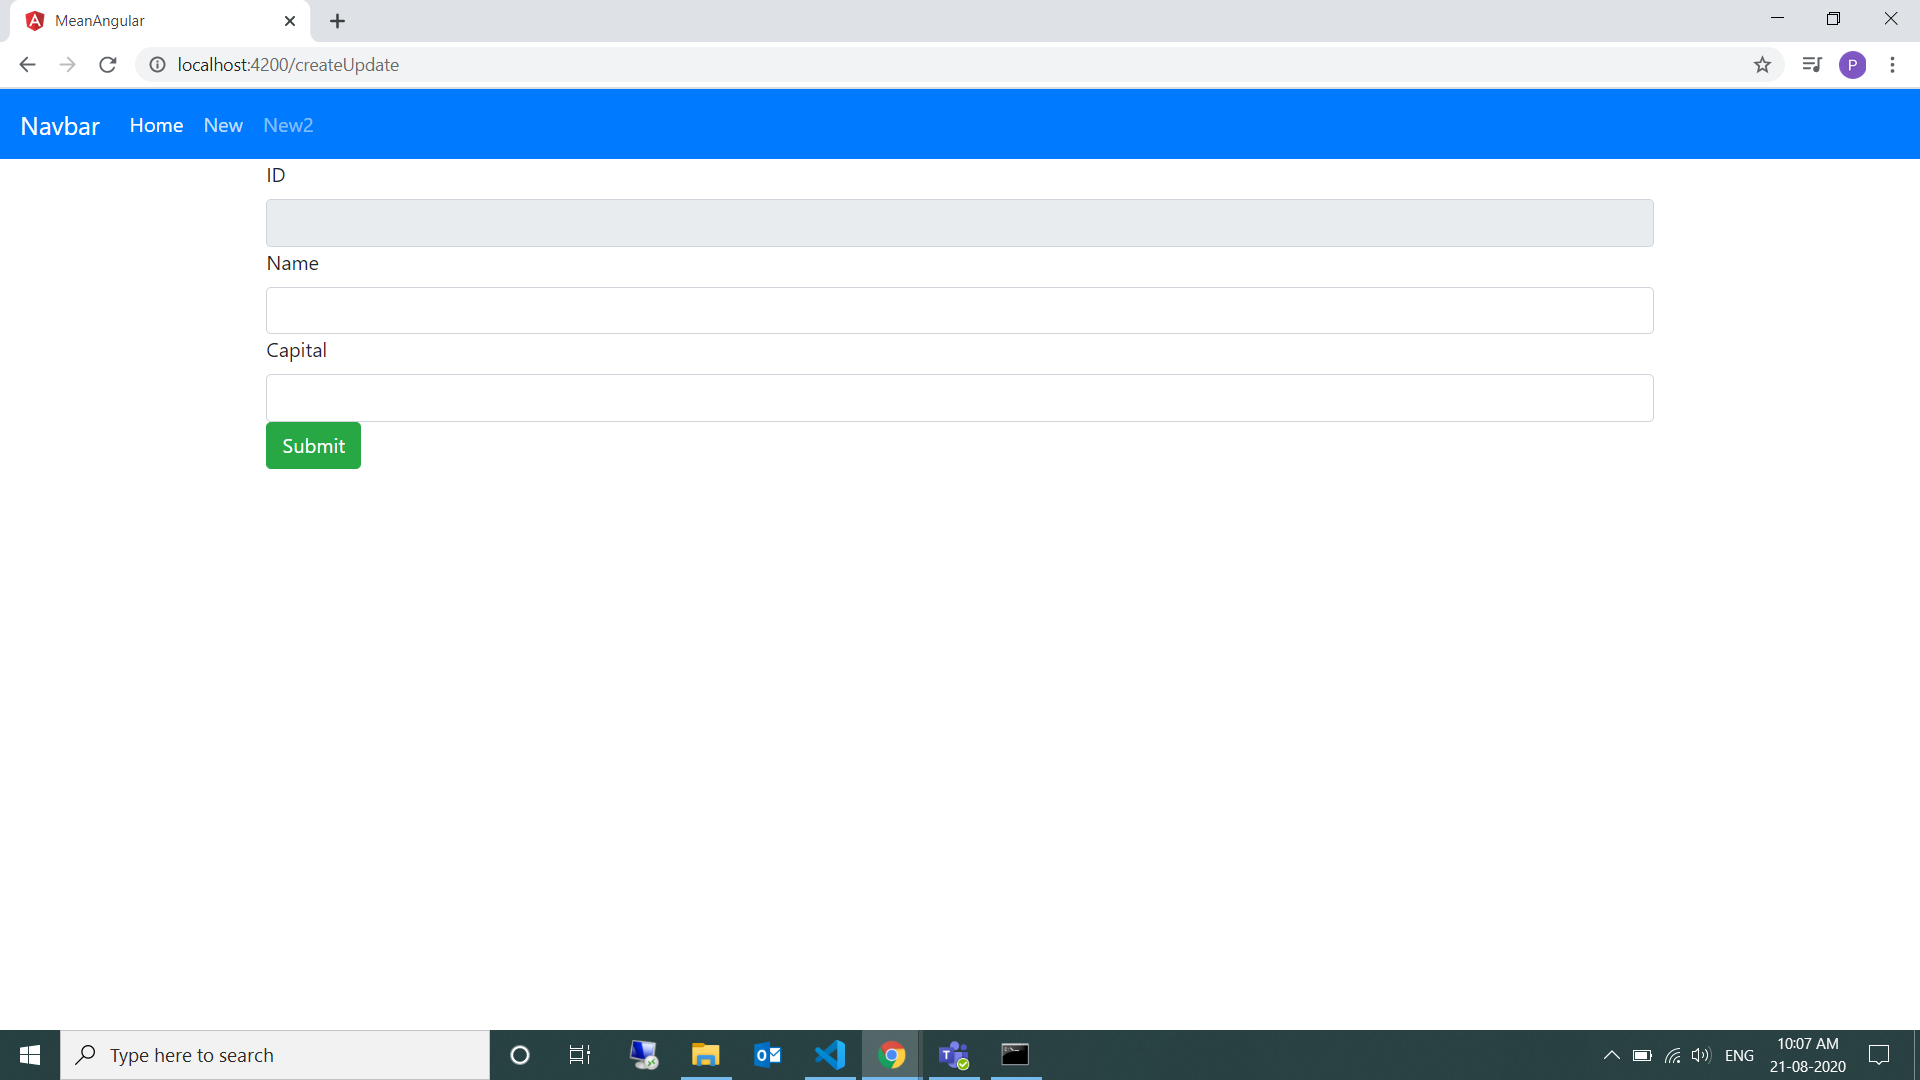 MeanAngular
localhost:4200/createUpdate
P
Navbar Home New New2
ID
Name
Capital
Submit
Type here to search
ENG
10:07 AM
21-08-2020